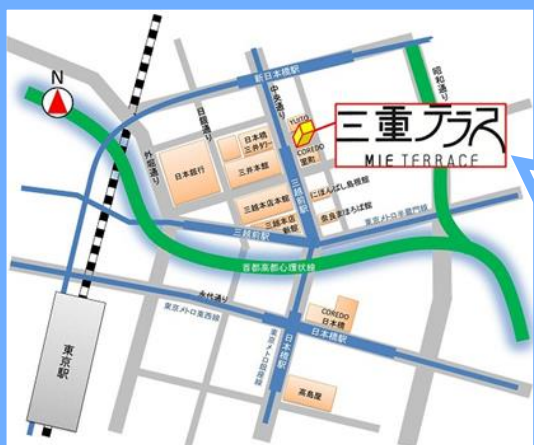 N
新日本橋駅
昭和通り
中央通り
日銀通り
外堀通り
YUITO
三重テラス
MIE TERRACE
日本橋
三井タワー
COREDO
室町
日本銀行
三井本館
にほんばし島根館
三越本店本館
奈良まほろば館
三越本店
新館
東京メトロ半蔵門線
三越前駅
首都高都心環状線
永代通り
東京メトロ東西線
COREDO
日本橋
日本橋駅
日本橋駅
東京メトロ銀座線
東京駅
高島屋